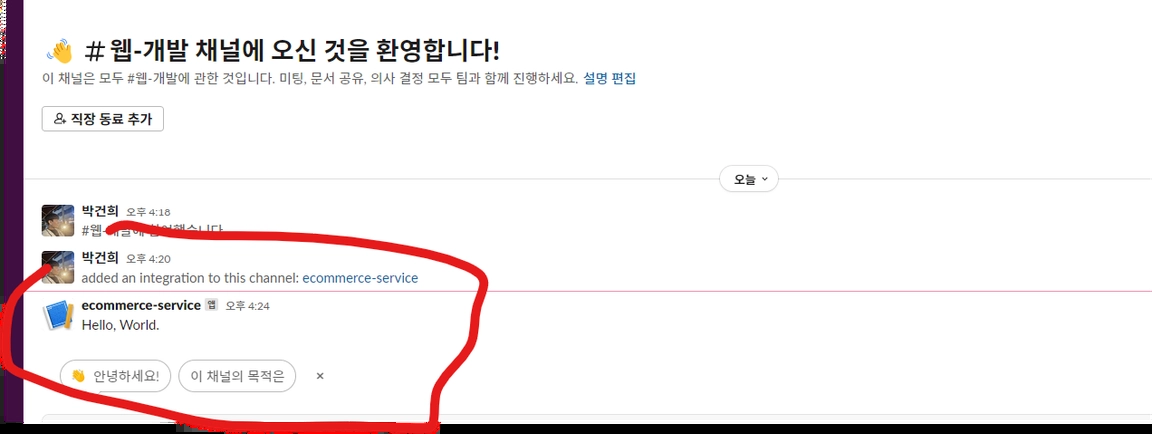 # 웹-개발 채널에 오신 것을 환영합니다!
이 채널은 모두 #웹-개발에 관한 것입니다. 미팅, 문서 공유, 의사 결정 모두 팀과 함께 진행하세요. 설명 편집
직장 동료 추가
오늘
박건희 오후 4:18
#웹-개발에
박건희 오후 4:20
added an integration to this channel: ecommerce-service
ecommerce-service 앱 오후 4:24
Hello, World.
안녕하세요! 이 채널의 목적은